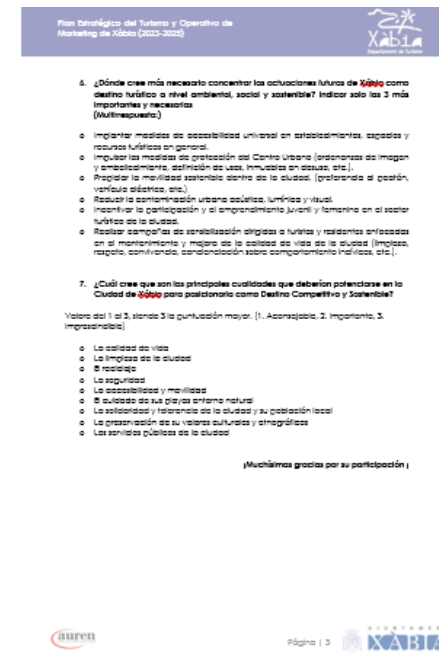 Plan Estratégico del Turismo y Operativo de
Marketing de Xàbia (2023-2025)
Xàbia
Departament de Turisme
6. ¿Dónde cree más necesario concentrar las actuaciones futuras de Xàbia como
destino turístico a nivel ambiental, social y sostenible? Indicar solo las 3 más
importantes y necesarias
(Multirrespuesta:)
o Implantar medidas de accesibilidad universal en establecimientos, espacios y
recursos turísticos en general.
o Impulsar las medidas de protección del Centro Urbano (ordenanzas de imagen
y embellecimiento, definición de usos, inmuebles en desuso, etc.).
o Propiciar la movilidad sostenible dentro de la ciudad. (preferencia al peatón,
vehículo eléctrico, etc.)
o Reducir la contaminación urbana acústica, lumínica y visual.
o Incentivar la participación y el emprendimiento juvenil y femenina en el sector
turístico de la ciudad.
o Realizar campañas de sensibilización dirigidas a turistas y residentes enfocadas
en el mantenimiento y mejora de la calidad de vida de la ciudad (limpieza,
respeto, convivencia, concienciación sobre comportamiento incívicos, etc.).
7. ¿Cuál cree que son las principales cualidades que deberían potenciarse en la
Ciudad de Xàbia para posicionarla como Destino Competitivo y Sostenible?
Valore del 1 al 3, siendo 3 la puntuación mayor. (1. Aconsejable, 2. Importante, 3.
Imprescindible)
o La calidad de vida
o La limpieza de la ciudad
o El reciclaje
o La seguridad
o La accesibilidad y movilidad
o El cuidado de sus playas entorno natural
o La solidaridad y tolerancia de la ciudad y su población local
o La preservación de su valores culturales y etnográficos
o Los servicios públicos de la ciudad
¡Muchísimas gracias por su participación ¡
auren
Página | 3
XÀBIA